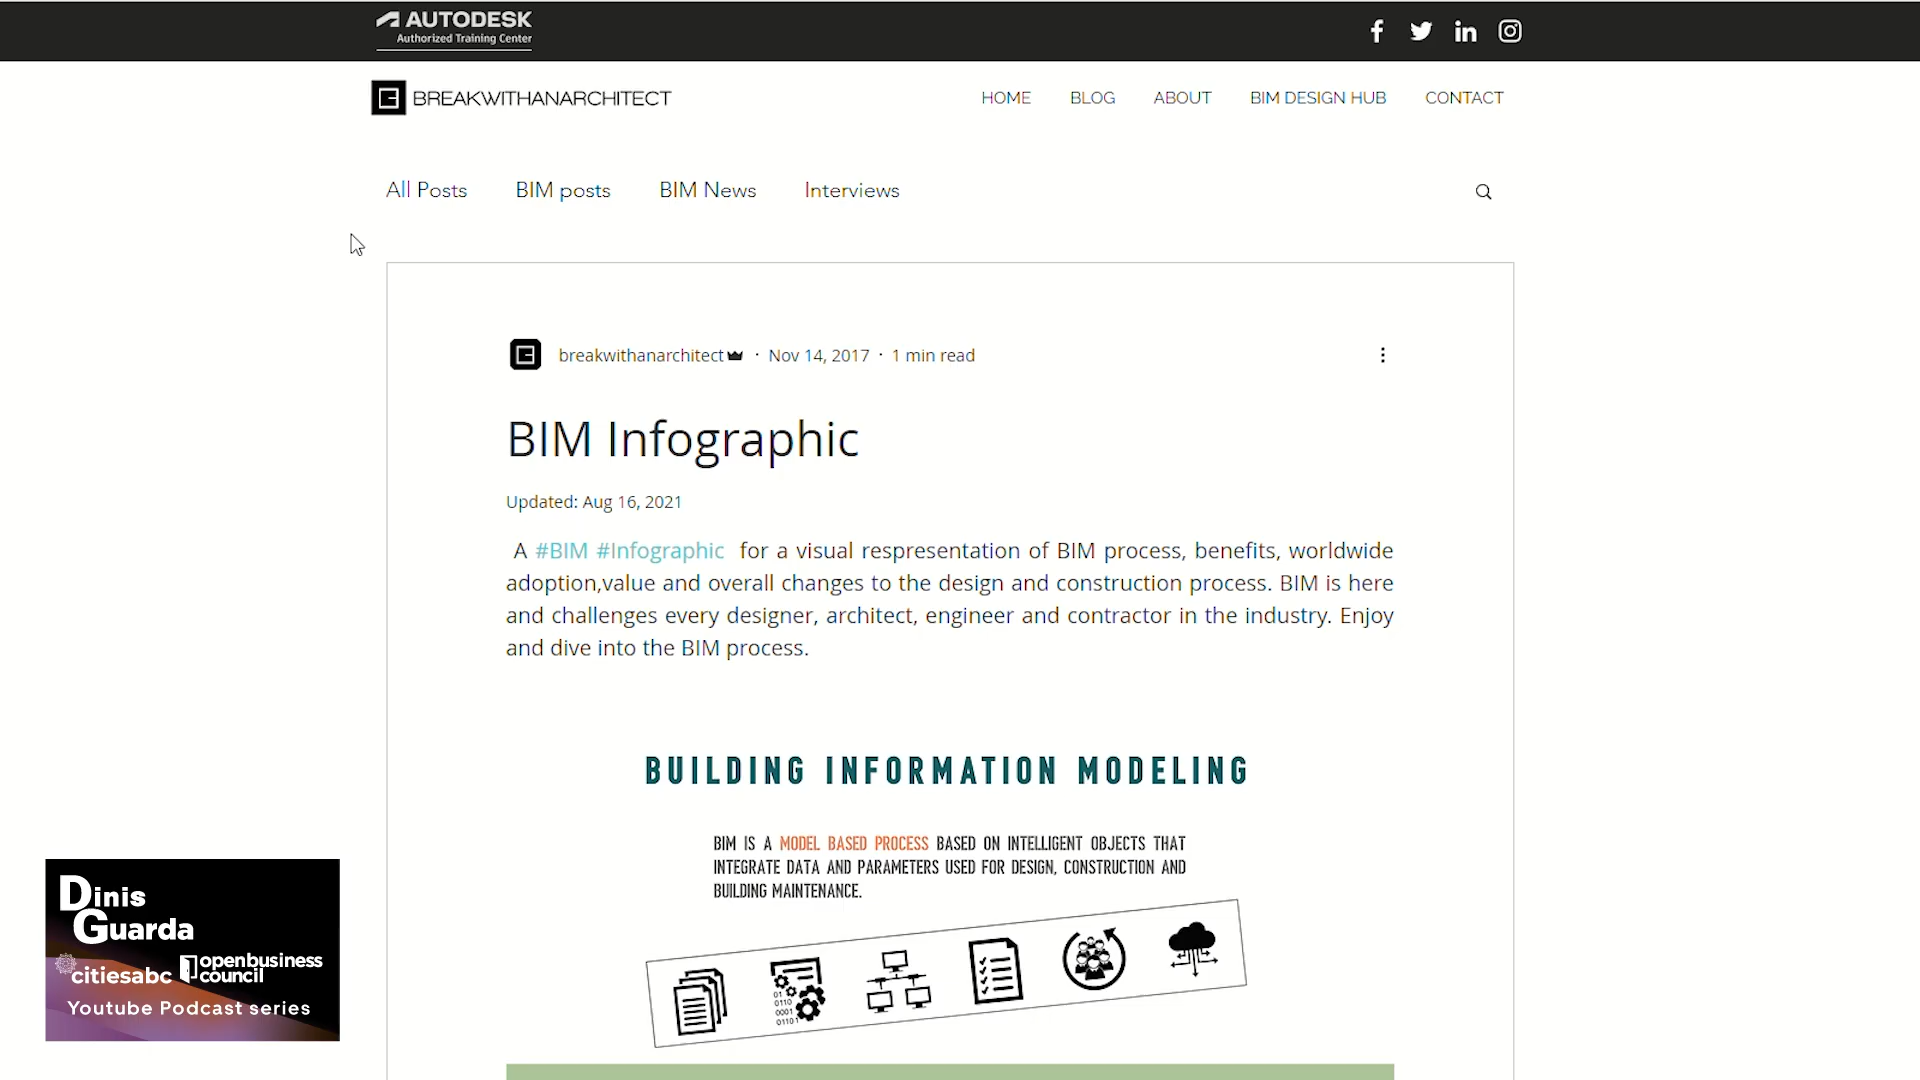 AUTODESK
Authorized Training Center
BREAKWITHANARCHITECT
HOME BLOG ABOUT BIM DESIGN HUB CONTACT
All Posts BIM posts BIM News Interviews
breakwithanarchitect · Nov 14, 2017 · 1 min read
BIM Infographic
Updated: Aug 16, 2021
A #BIM #Infographic for a visual respresentation of BIM process, benefits, worldwide
adoption,value and overall changes to the design and construction process. BIM is here
and challenges every designer, architect, engineer and contractor in the industry. Enjoy
and dive into the BIM process.
BUILDING INFORMATION MODELING
BIM IS A MODEL BASED PROCESS BASED ON INTELLIGENT OBJECTS THAT
INTEGRATE DATA AND PARAMETERS USED FOR DESIGN, CONSTRUCTION AND
BUILDING MAINTENANCE.
01
0110
0001
01101
Dinis
Guarda
citiesabc openbusiness
council
Youtube Podcast series